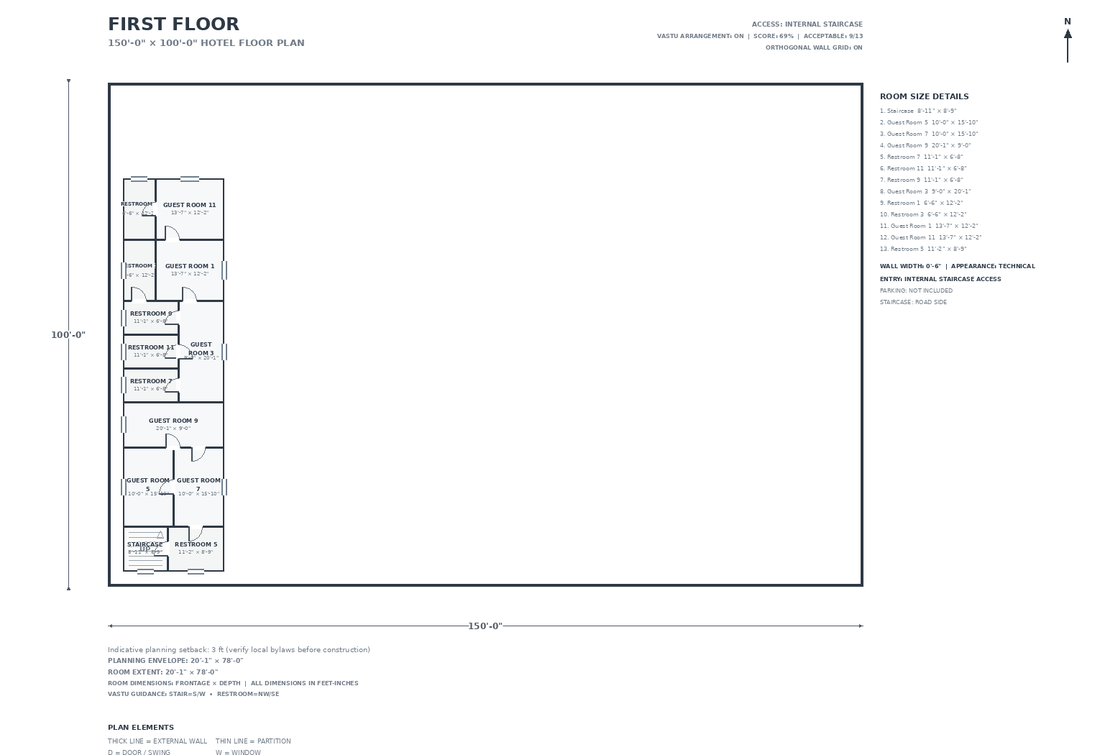 FIRST FLOOR
150'-0" × 100'-0" HOTEL FLOOR PLAN
ACCESS: INTERNAL STAIRCASE
VASTU ARRANGEMENT: ON | SCORE: 69% | ACCEPTABLE: 9/13
ORTHOGONAL WALL GRID: ON
N
ROOM SIZE DETAILS
1. Staircase 8'-11" × 8'-9"
2. Guest Room 5 10'-0" × 15'-10"
3. Guest Room 7 10'-0" × 15'-10"
4. Guest Room 9 20'-1" × 9'-0"
5. Restroom 7 11'-1" × 6'-8"
6. Restroom 11 11'-1" × 6'-8"
7. Restroom 9 11'-1" × 6'-8"
8. Guest Room 3 9'-0" × 20'-1"
9. Restroom 1 6'-6" × 12'-2"
10. Restroom 3 6'-6" × 12'-2"
11. Guest Room 1 13'-7" × 12'-2"
12. Guest Room 11 13'-7" × 12'-2"
13. Restroom 5 11'-2" × 8'-9"
WALL WIDTH: 0'-6" | APPEARANCE: TECHNICAL
ENTRY: INTERNAL STAIRCASE ACCESS
PARKING: NOT INCLUDED
STAIRCASE: ROAD SIDE
RESTROOM
GUEST ROOM 11
13'-7" × 12'-2"
GUEST ROOM 1
13'-7" × 12'-2"
RESTROOM 9
11'-1" × 6'-8"
RESTROOM 11
11'-1" × 6'-8"
GUEST
ROOM 3
RESTROOM 7
11'-1" × 6'-8"
100'-0"
GUEST ROOM 9
20'-1" × 9'-0"
GUEST ROOM
5
10'-0" × 15'-10"
GUEST ROOM
7
10'-0" × 15'-10"
STAIRCASE
8'-11" × 8'-9"
UP
RESTROOM 5
11'-2" × 8'-9"
150'-0"
Indicative planning setback: 3 ft (verify local bylaws before construction)
PLANNING ENVELOPE: 20'-1" × 78'-0"
ROOM EXTENT: 20'-1" × 78'-0"
ROOM DIMENSIONS: FRONTAGE × DEPTH | ALL DIMENSIONS IN FEET-INCHES
VASTU GUIDANCE: STAIR=S/W • RESTROOM=NW/SE
PLAN ELEMENTS
THICK LINE = EXTERNAL WALL THIN LINE = PARTITION
D = DOOR / SWING W = WINDOW